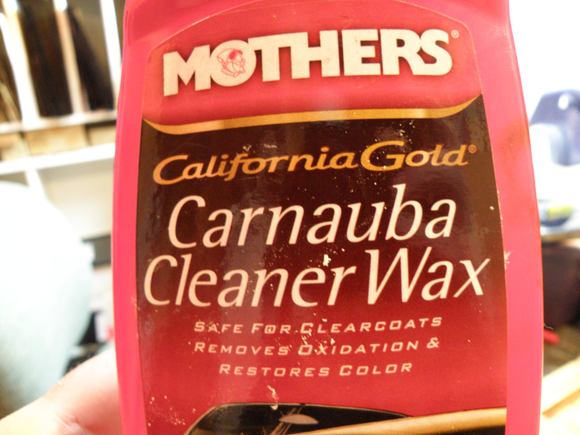 MOTHERS®
California Gold®
Carnauba
Cleaner Wax
SAFE FOR CLEARCOATS
REMOVES OXIDATION &
RESTORES COLOR